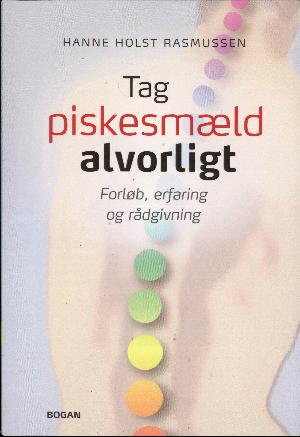 HANNE HOLST RASMUSSEN
Tag
piskesmæld
alvorligt
Forløb, erfaring
og rådgivning
BOGAN